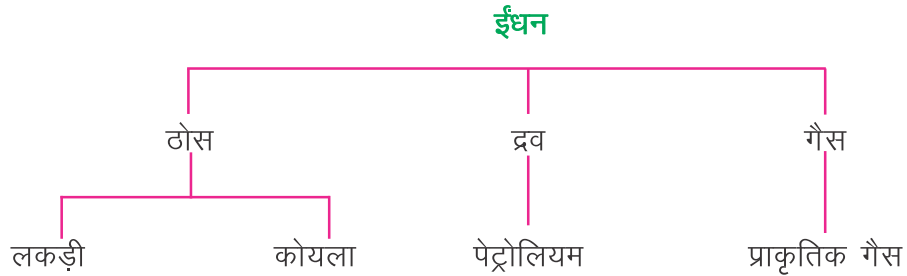 ईंधन
ठोस द्रव गैस
लकड़ी कोयला पेट्रोलियम प्राकृतिक गैस